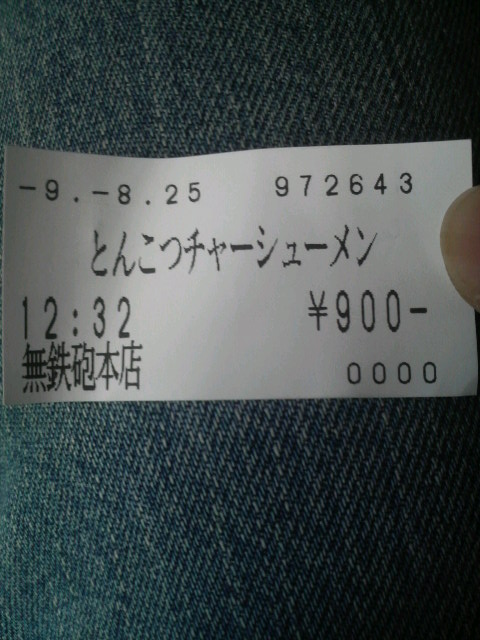 -9.-8.25 972643
とんこつチャーシューメン
12:32 ¥900-
無鉄砲本店 0000